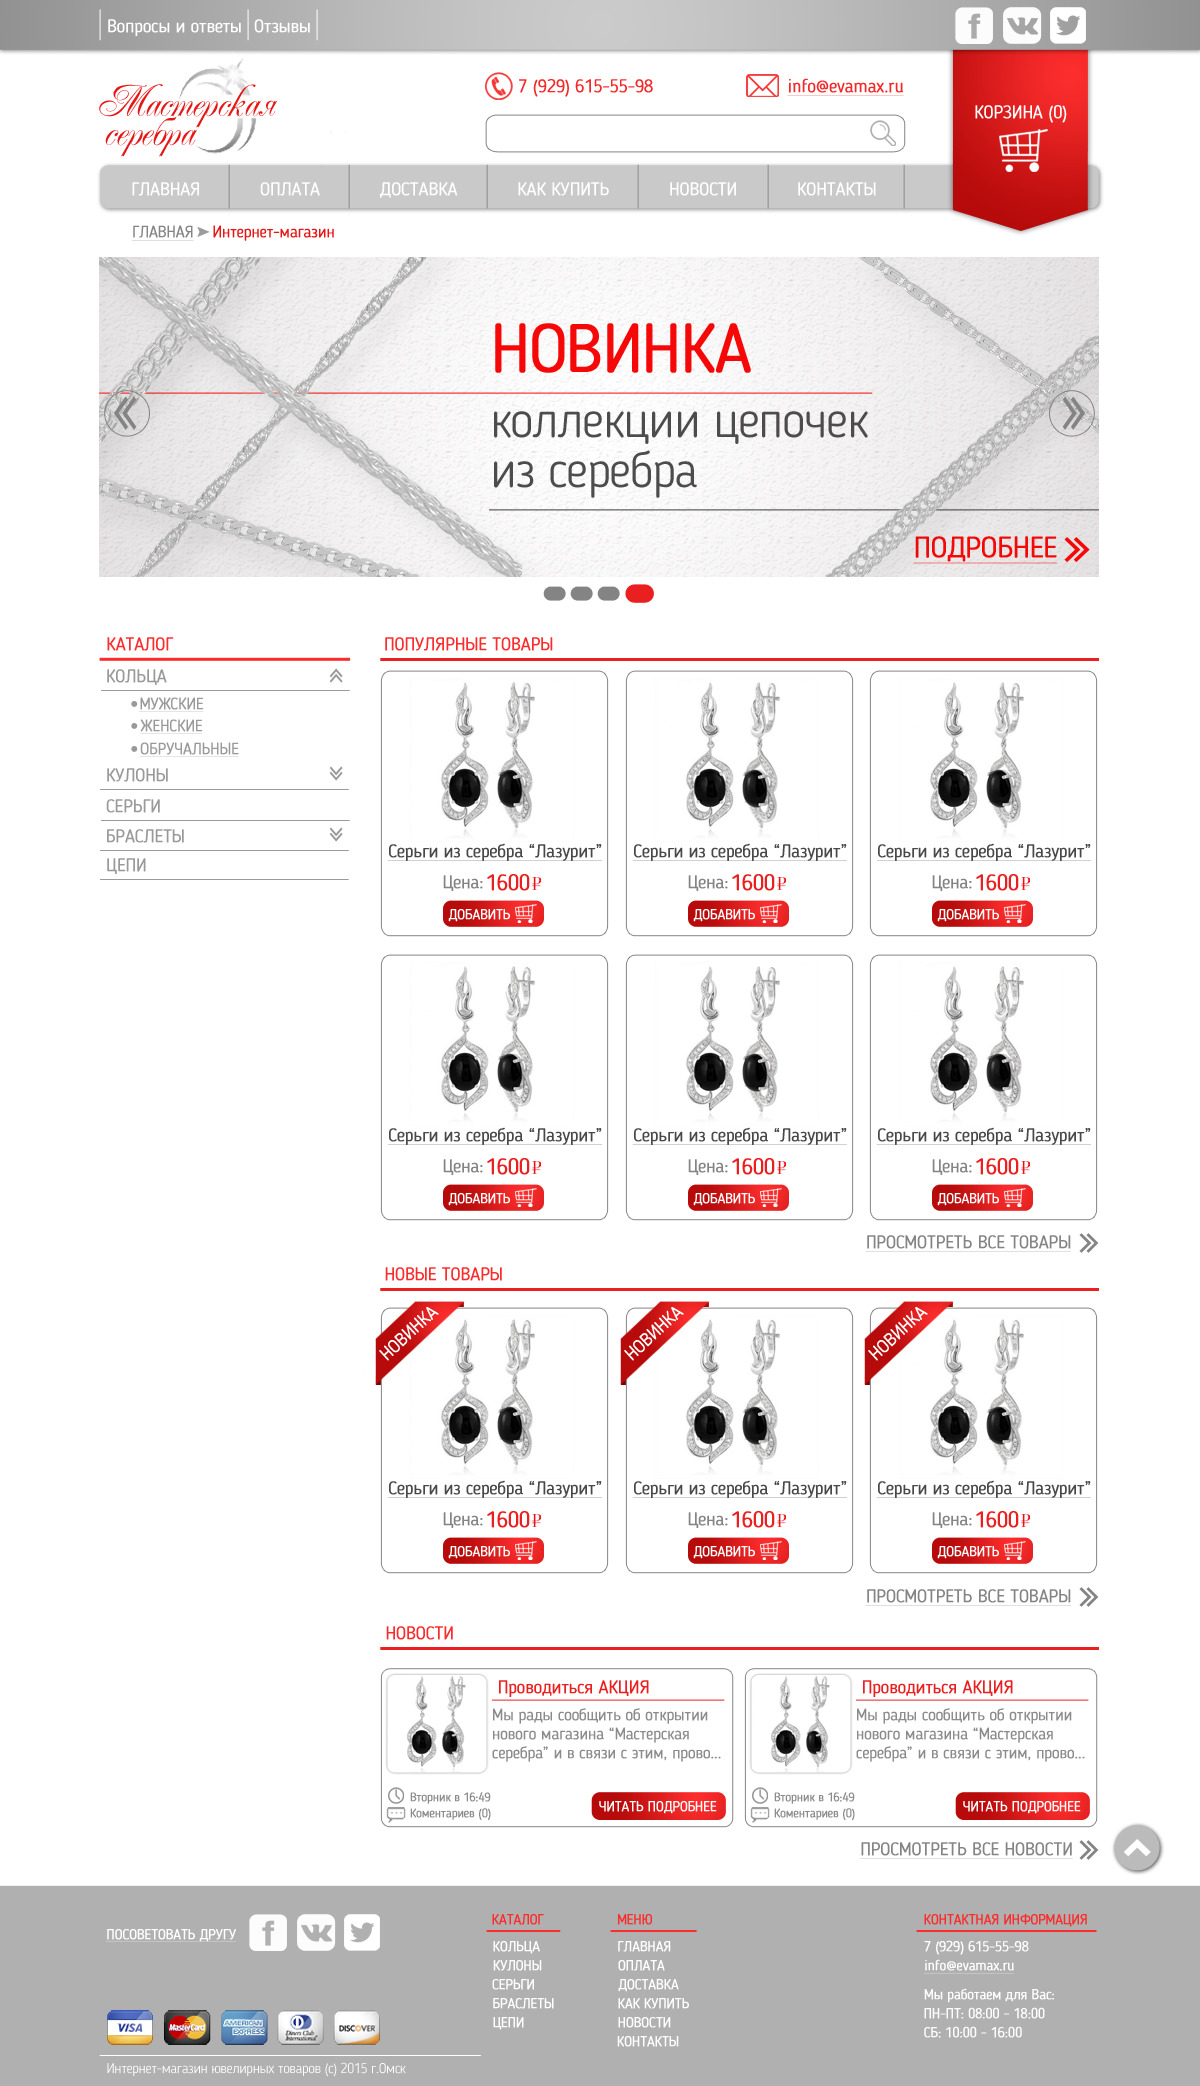 Вопросы и ответы
Отзывы
Мастерская
серебра
7 (929) 615-55-98
info@evamax.ru
КОРЗИНА (0)
ГЛАВНАЯ
ОПЛАТА
ДОСТАВКА
КАК КУПИТЬ
НОВОСТИ
КОНТАКТЫ
ГЛАВНАЯ Интернет-магазин
НОВИНКА
коллекции цепочек
из серебра
ПОДРОБНЕЕ
КАТАЛОГ
КОЛЬЦА
МУЖСКИЕ
ЖЕНСКИЕ
ОБРУЧАЛЬНЫЕ
КУЛОНЫ
СЕРЬГИ
БРАСЛЕТЫ
ЦЕПИ
ПОПУЛЯРНЫЕ ТОВАРЫ
Серьги из серебра “Лазурит”
Цена: 1600₽
ДОБАВИТЬ
Серьги из серебра “Лазурит”
Цена: 1600₽
ДОБАВИТЬ
Серьги из серебра “Лазурит”
Цена: 1600₽
ДОБАВИТЬ
Серьги из серебра “Лазурит”
Цена: 1600₽
ДОБАВИТЬ
Серьги из серебра “Лазурит”
Цена: 1600₽
ДОБАВИТЬ
Серьги из серебра “Лазурит”
Цена: 1600₽
ДОБАВИТЬ
ПРОСМОТРЕТЬ ВСЕ ТОВАРЫ
НОВЫЕ ТОВАРЫ
НОВИНКА
Серьги из серебра “Лазурит”
Цена: 1600₽
ДОБАВИТЬ
НОВИНКА
Серьги из серебра “Лазурит”
Цена: 1600₽
ДОБАВИТЬ
НОВИНКА
Серьги из серебра “Лазурит”
Цена: 1600₽
ДОБАВИТЬ
ПРОСМОТРЕТЬ ВСЕ ТОВАРЫ
НОВОСТИ
Проводиться АКЦИЯ
Мы рады сообщить об открытии
нового магазина “Мастерская
серебра” и в связи с этим, прово...
Вторник в 16:49
Коментариев (0)
ЧИТАТЬ ПОДРОБНЕЕ
Проводиться АКЦИЯ
Мы рады сообщить об открытии
нового магазина “Мастерская
серебра” и в связи с этим, прово...
Вторник в 16:49
Коментариев (0)
ЧИТАТЬ ПОДРОБНЕЕ
ПРОСМОТРЕТЬ ВСЕ НОВОСТИ
ПОСОВЕТОВАТЬ ДРУГУ
VISA
MasterCard
AMERICAN EXPRESS
Diners Club International
DISCOVER
Интернет-магазин ювелирных товаров (с) 2015 г.Омск
КАТАЛОГ
КОЛЬЦА
КУЛОНЫ
СЕРЬГИ
БРАСЛЕТЫ
ЦЕПИ
МЕНЮ
ГЛАВНАЯ
ОПЛАТА
ДОСТАВКА
КАК КУПИТЬ
НОВОСТИ
КОНТАКТЫ
КОНТАКТНАЯ ИНФОРМАЦИЯ
7 (929) 615-55-98
info@evamax.ru
Мы работаем для Вас:
ПН-ПТ: 08:00 - 18:00
СБ: 10:00 - 16:00